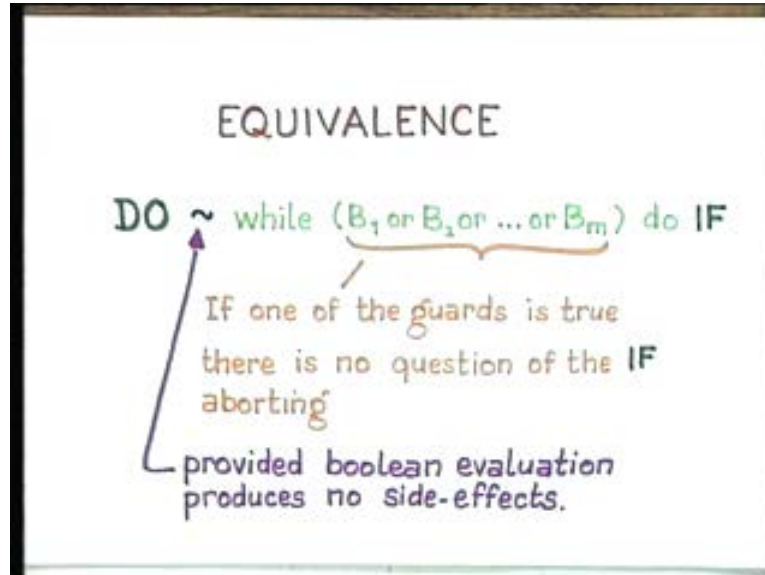 EQUIVALENCE
DO ~ while (B₁ or B₂ or ... or Bₘ) do IF
If one of the guards is true
there is no question of the IF
aborting
provided boolean evaluation
produces no side-effects.